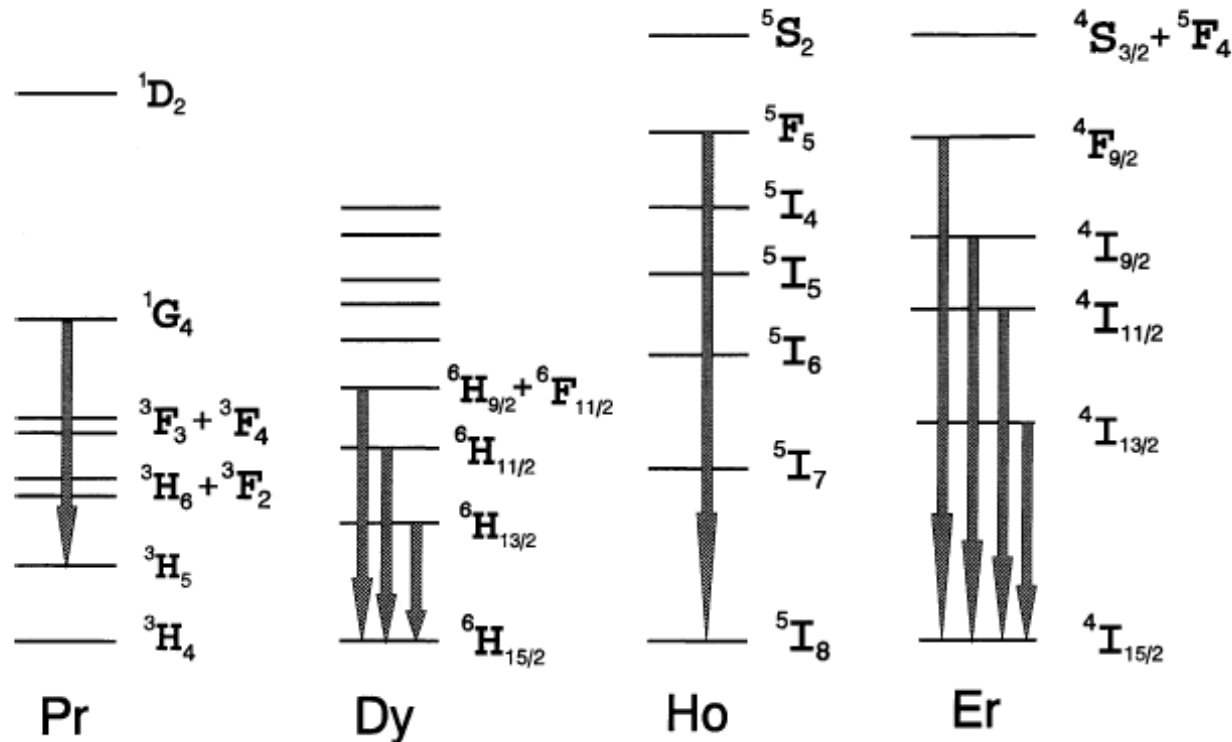 ¹D₂
¹G₄
³F₃ + ³F₄
³H₆ + ³F₂
³H₅
³H₄
Pr
⁶H₉/₂ + ⁶F₁₁/₂
⁶H₁₁/₂
⁶H₁₃/₂
⁶H₁₅/₂
Dy
⁵S₂
⁵F₅
⁵I₄
⁵I₅
⁵I₆
⁵I₇
⁵I₈
Ho
⁴S₃/₂ + ⁵F₄
⁴F₉/₂
⁴I₉/₂
⁴I₁₁/₂
⁴I₁₃/₂
⁴I₁₅/₂
Er